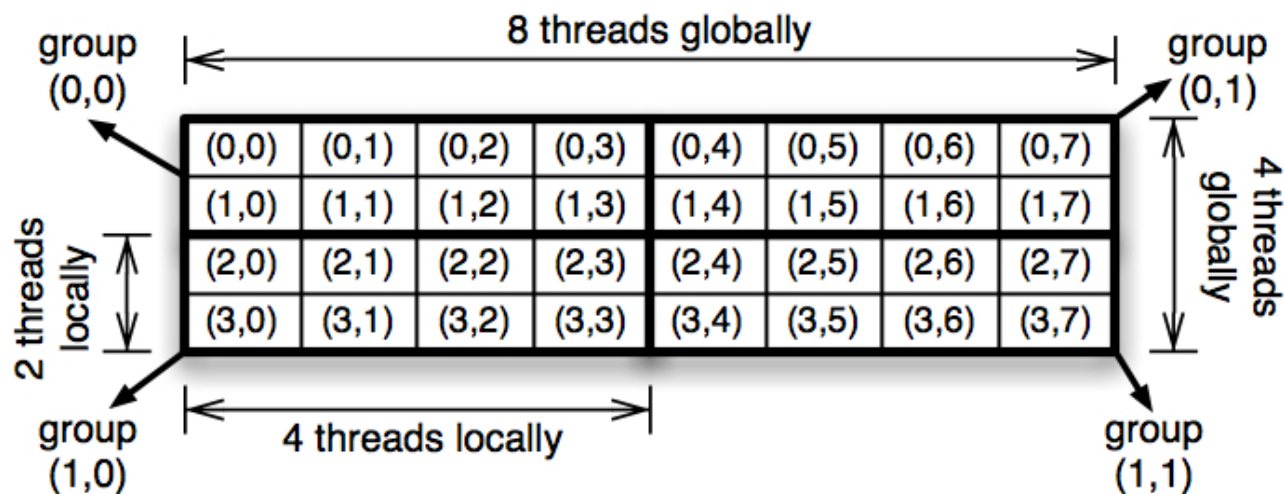 8 threads globally
group
(0,0)
group
(0,1)
(0,0) (0,1) (0,2) (0,3) (0,4) (0,5) (0,6) (0,7)
(1,0) (1,1) (1,2) (1,3) (1,4) (1,5) (1,6) (1,7)
(2,0) (2,1) (2,2) (2,3) (2,4) (2,5) (2,6) (2,7)
(3,0) (3,1) (3,2) (3,3) (3,4) (3,5) (3,6) (3,7)
4 threads
globally
2 threads
locally
4 threads locally
group
(1,0)
group
(1,1)